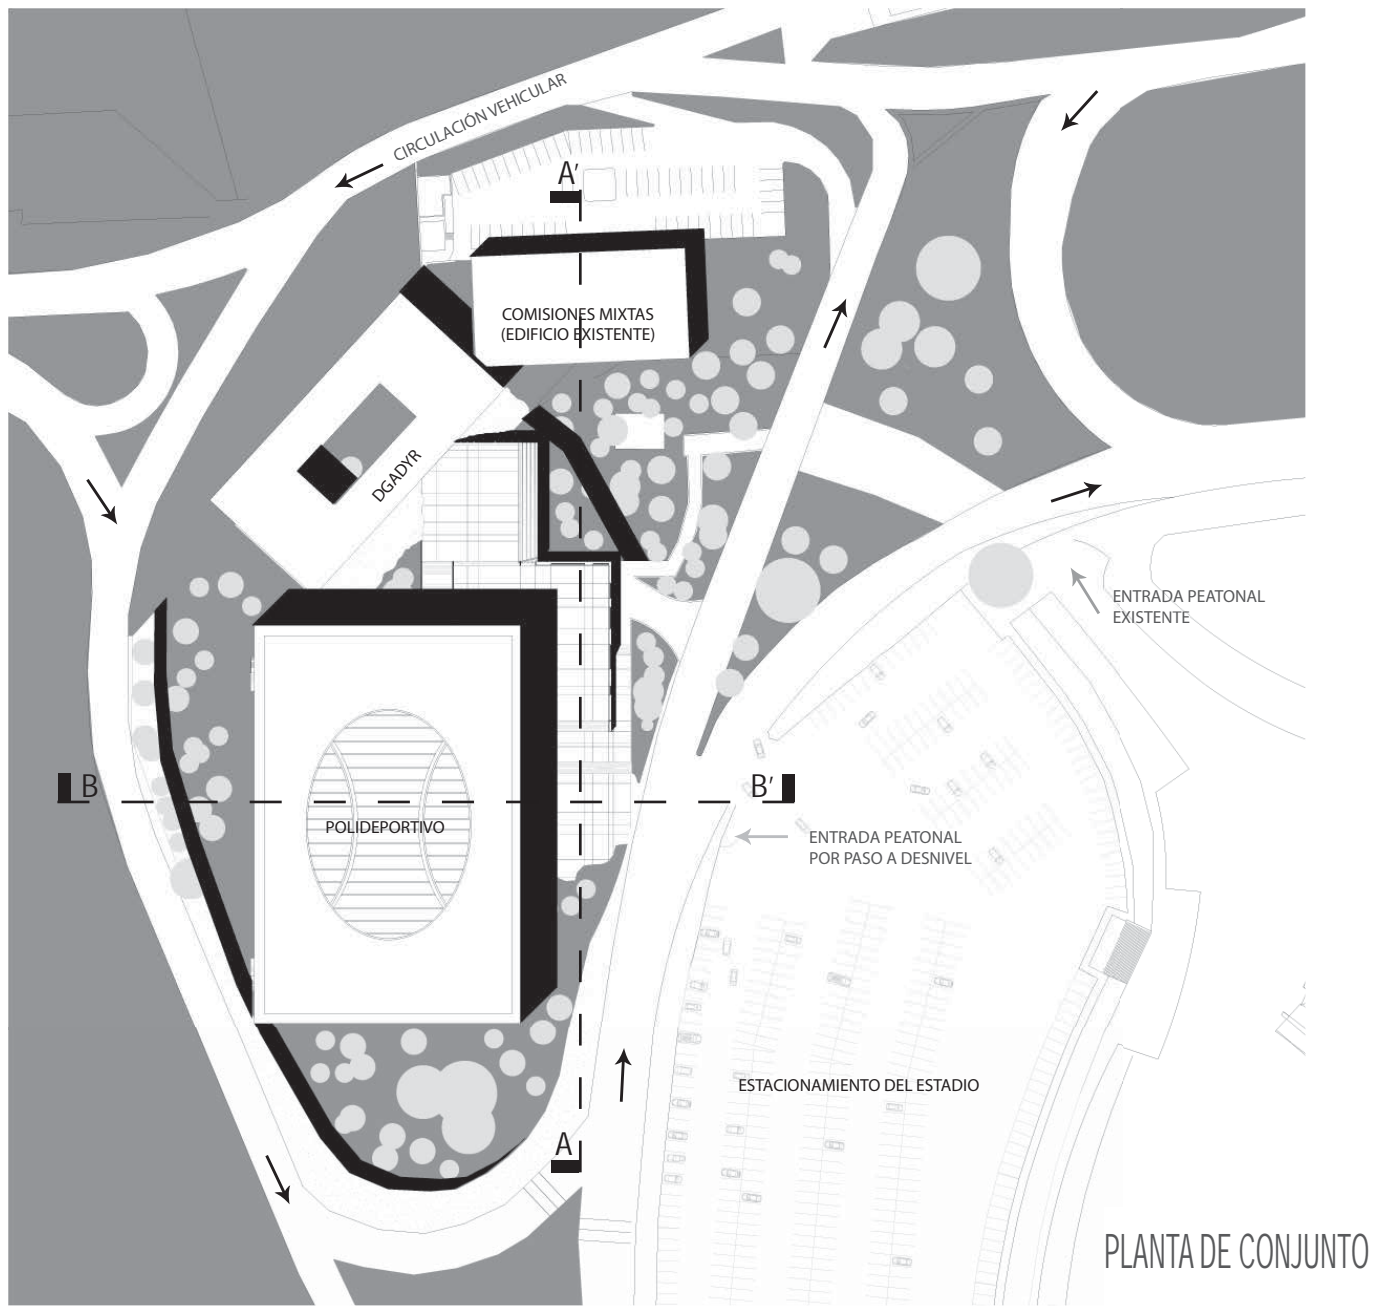 CIRCULACIÓN VEHICULAR
A'
COMISIONES MIXTAS
(EDIFICIO EXISTENTE)
DGADYR
ENTRADA PEATONAL
EXISTENTE
B
B'
POLIDEPORTIVO
ENTRADA PEATONAL
POR PASO A DESNIVEL
ESTACIONAMIENTO DEL ESTADIO
A
PLANTA DE CONJUNTO